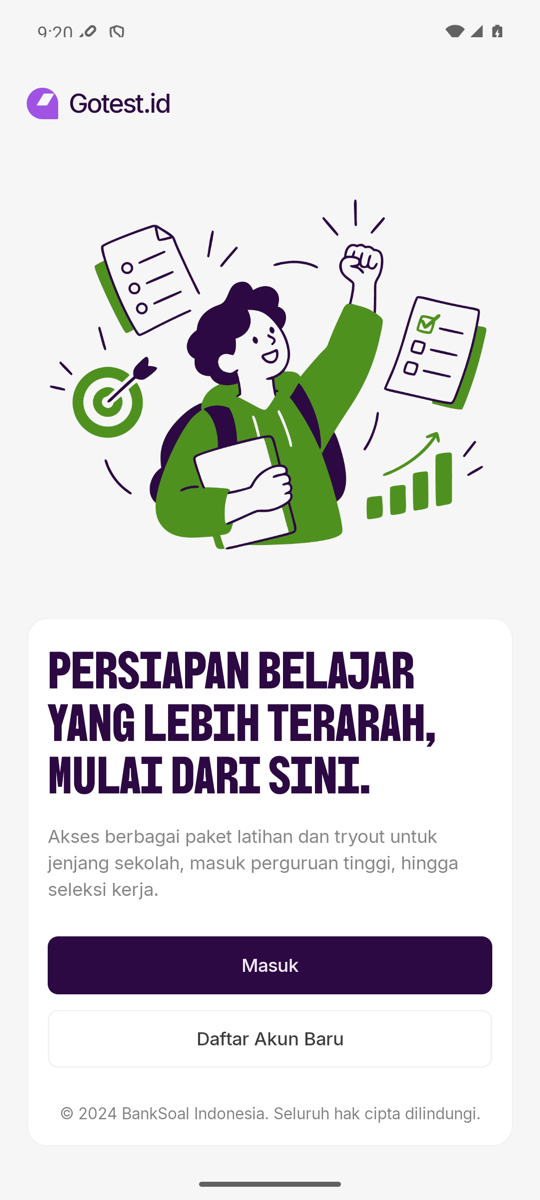 9:20
Gotest.id
PERSIAPAN BELAJAR
YANG LEBIH TERARAH,
MULAI DARI SINI.
Akses berbagai paket latihan dan tryout untuk
jenjang sekolah, masuk perguruan tinggi, hingga
seleksi kerja.
Masuk
Daftar Akun Baru
© 2024 BankSoal Indonesia. Seluruh hak cipta dilindungi.